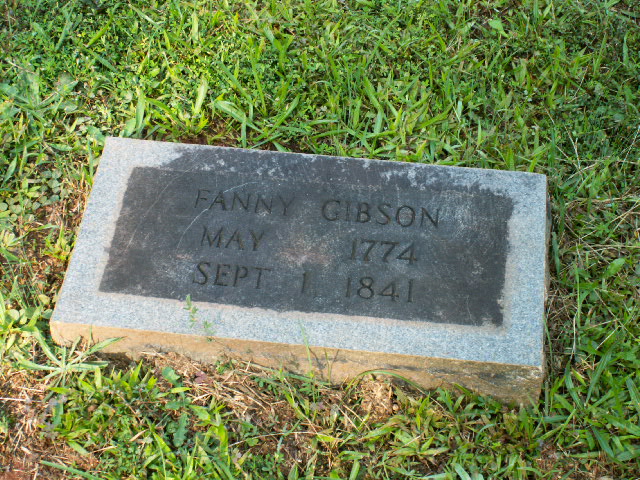 FANNY GIBSON
MAY 1774
SEPT 1 1841